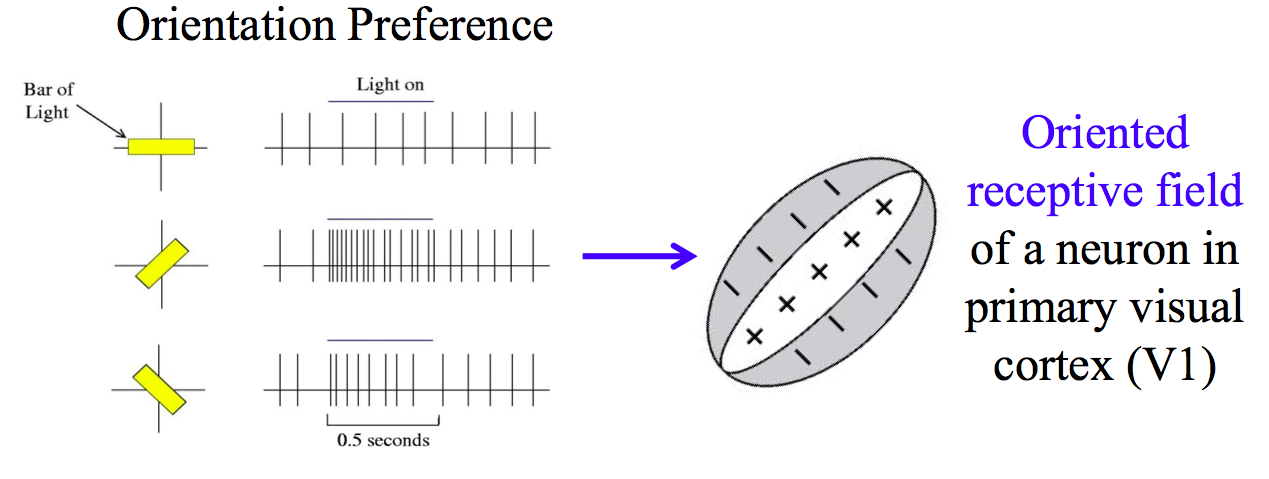 Orientation Preference
Bar of
Light
Light on
0.5 seconds
Oriented
receptive field
of a neuron in
primary visual
cortex (V1)